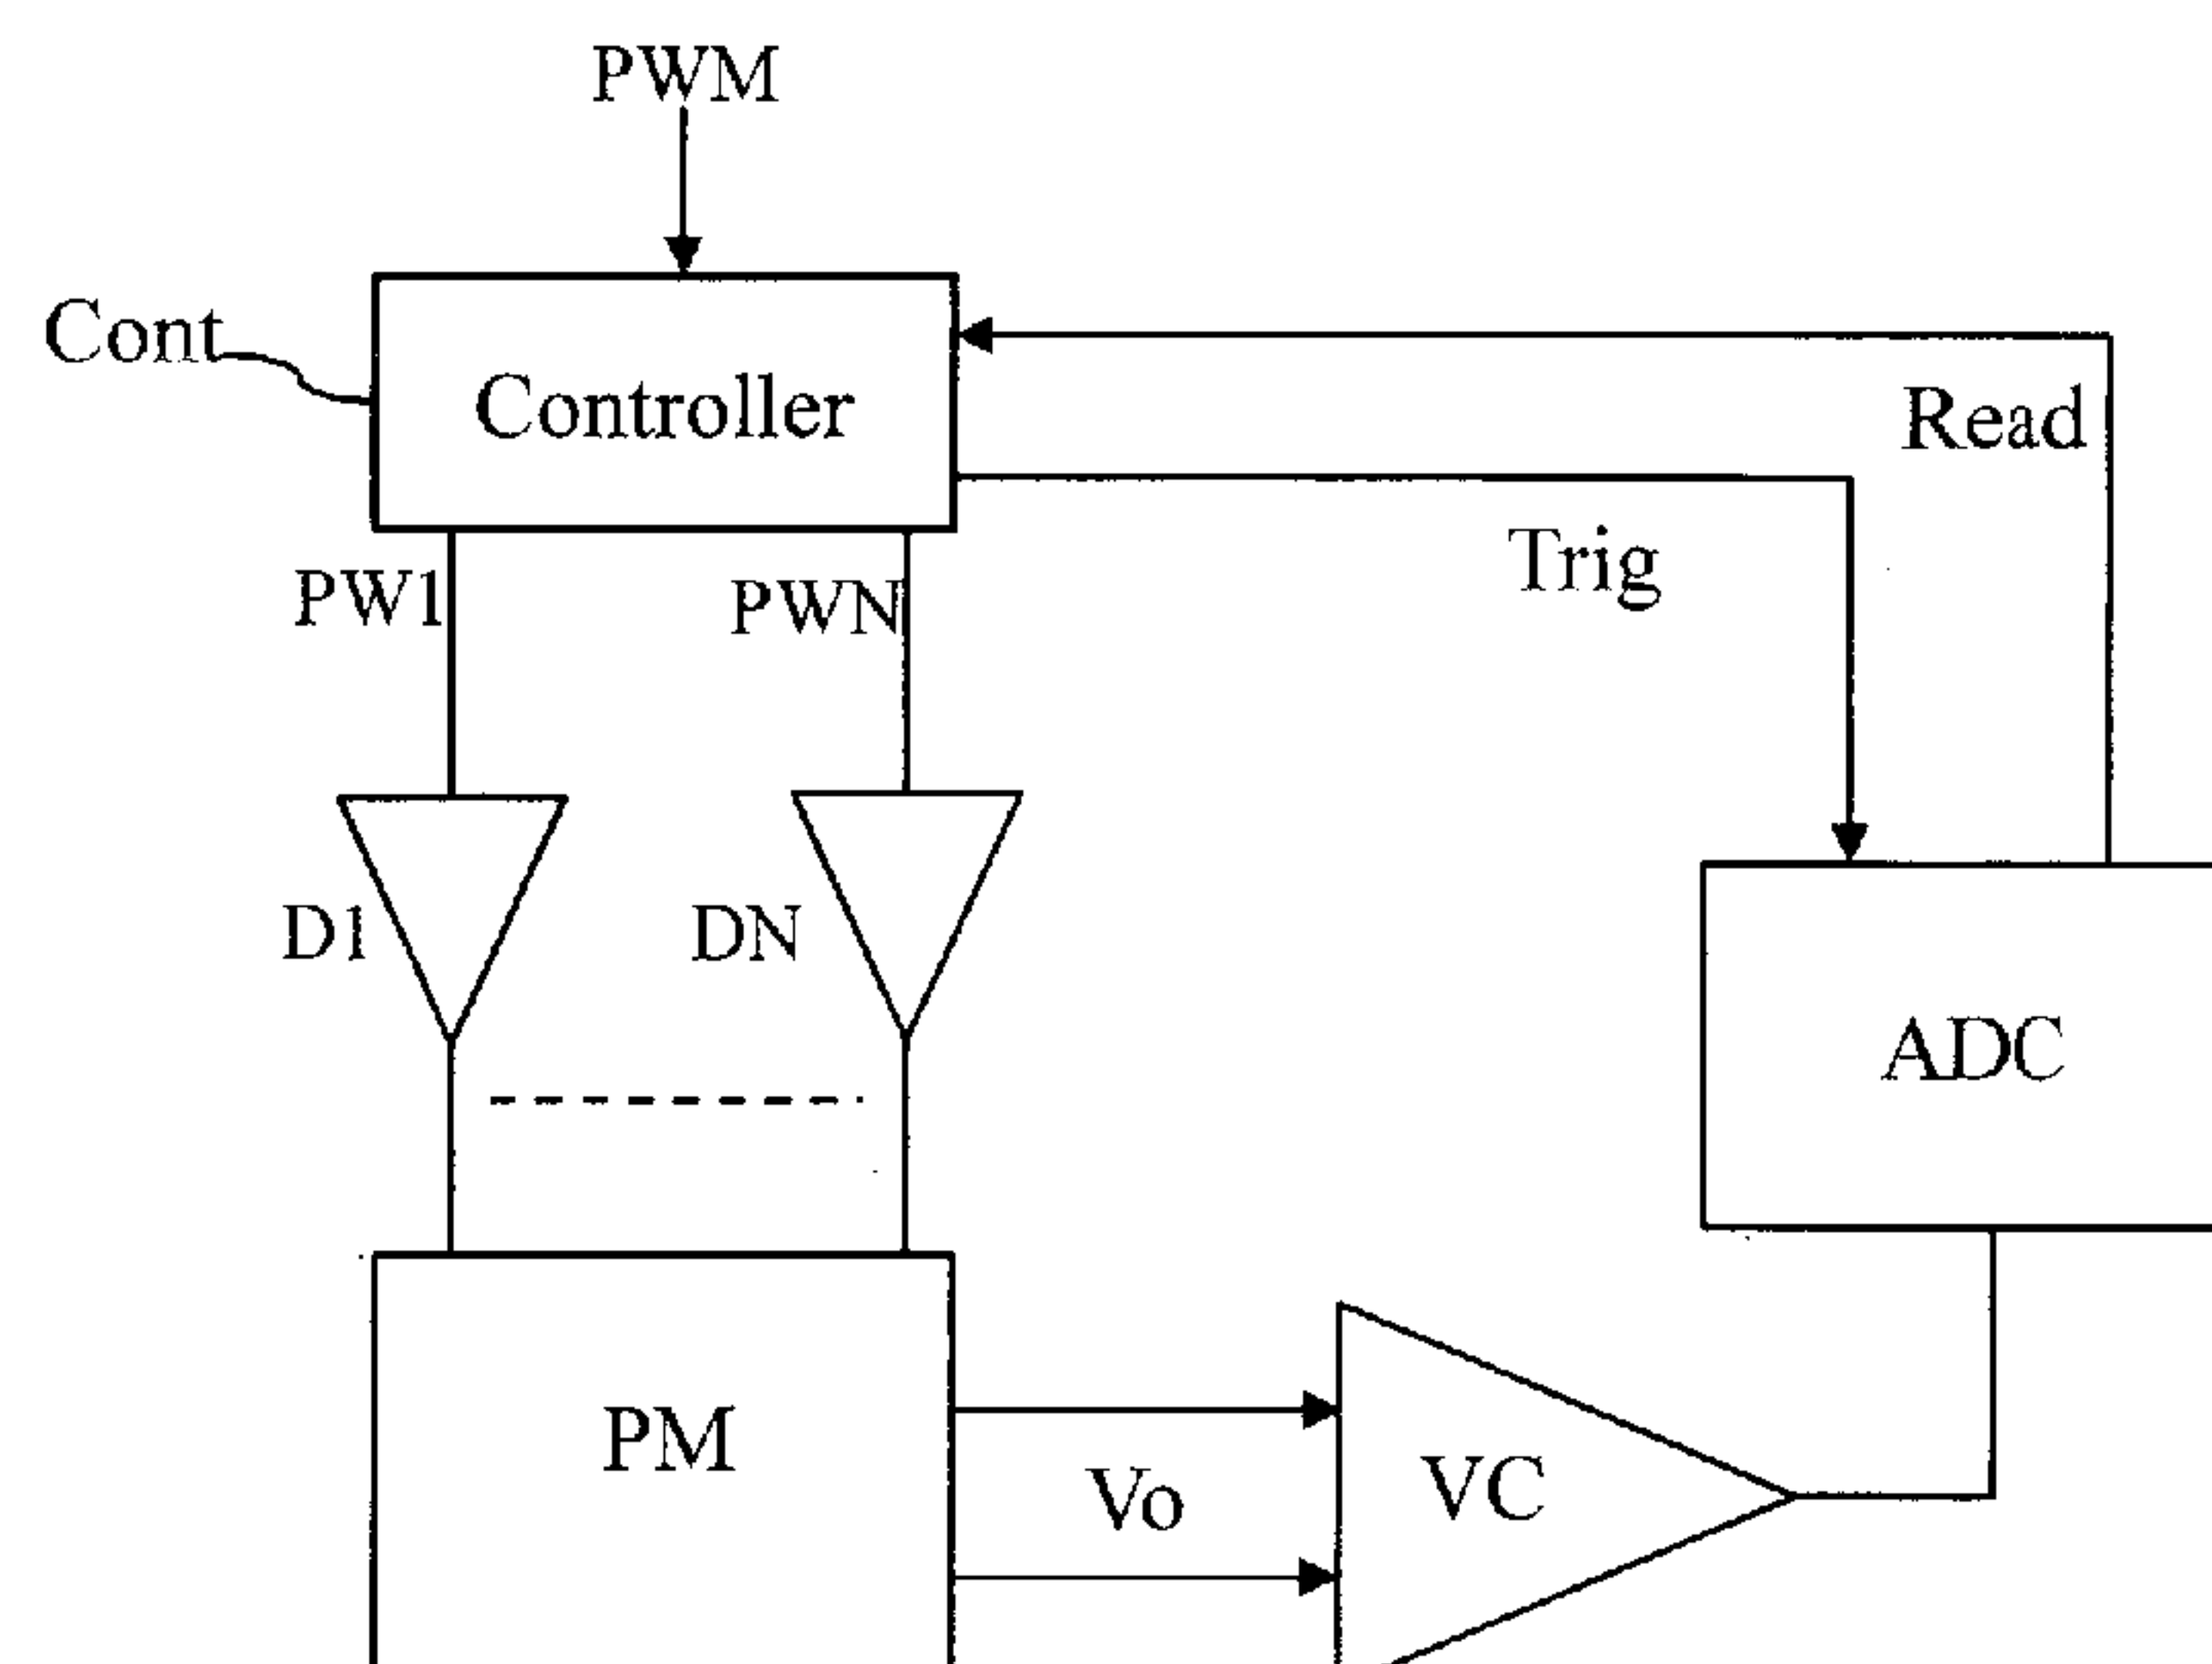 PWM
Cont
Controller
Read
Trig
PW1
PWN
D1
DN
ADC
PM
Vo
VC